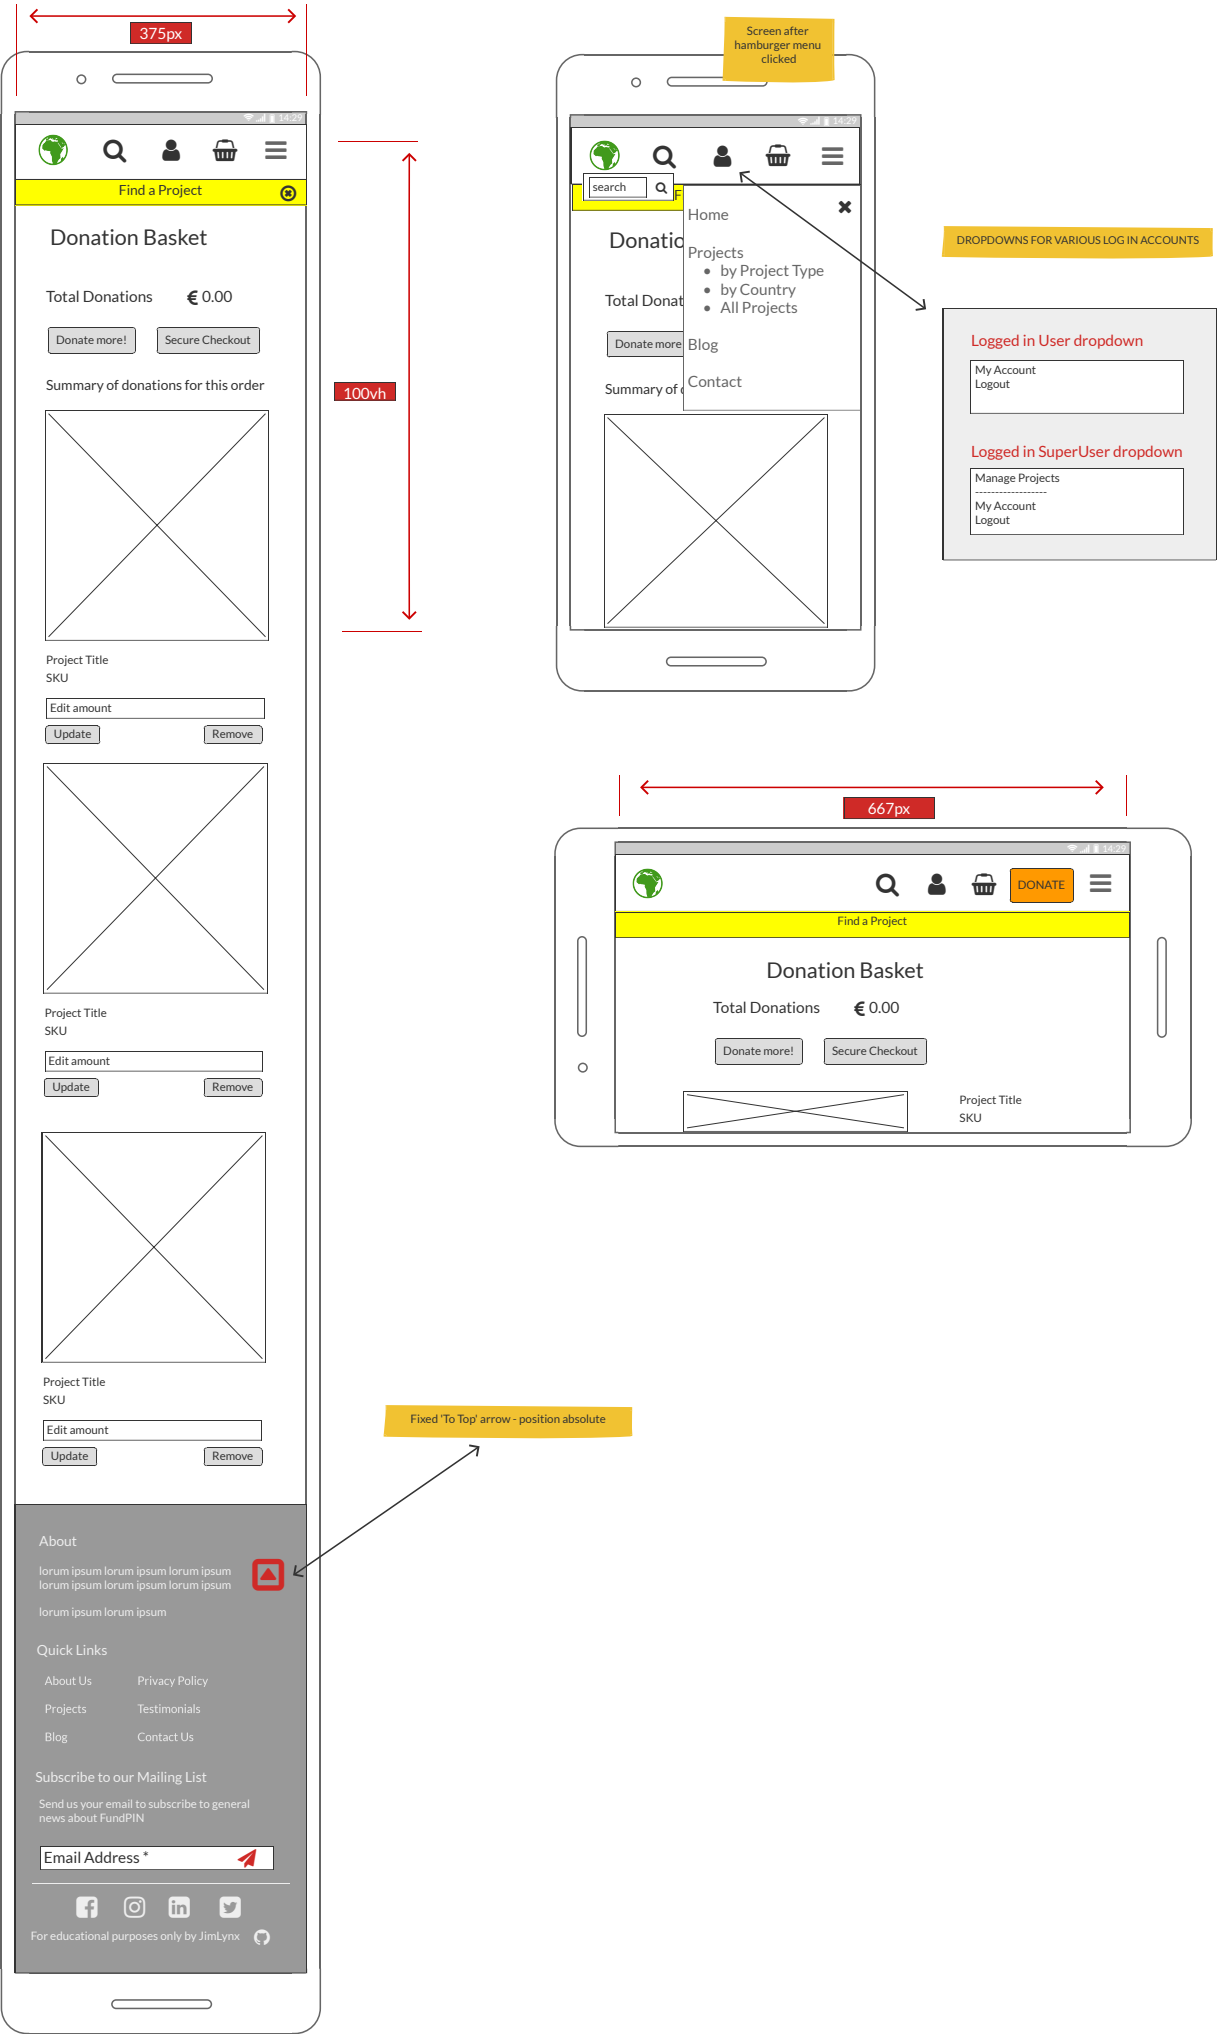 375px
14:29
Find a Project
Donation Basket
Total Donations € 0.00
Donate more! Secure Checkout
Summary of donations for this order
Project Title
SKU
Edit amount
Update Remove
Project Title
SKU
Edit amount
Update Remove
Project Title
SKU
Edit amount
Update Remove
About
lorum ipsum lorum ipsum lorum ipsum
lorum ipsum lorum ipsum lorum ipsum
lorum ipsum lorum ipsum
Quick Links
About Us Privacy Policy
Projects Testimonials
Blog Contact Us
Subscribe to our Mailing List
Send us your email to subscribe to general
news about FundPIN
Email Address *
For educational purposes only by JimLynx
100vh
Fixed 'To Top' arrow - position absolute
Screen after
hamburger menu
clicked
14:29
search
F
Donatio
Total Donat
Donate more
Summary of d
Home
Projects
• by Project Type
• by Country
• All Projects
Blog
Contact
DROPDOWNS FOR VARIOUS LOG IN ACCOUNTS
Logged in User dropdown
My Account
Logout
Logged in SuperUser dropdown
Manage Projects
------------------
My Account
Logout
667px
14:29
DONATE
Find a Project
Donation Basket
Total Donations € 0.00
Donate more! Secure Checkout
Project Title
SKU